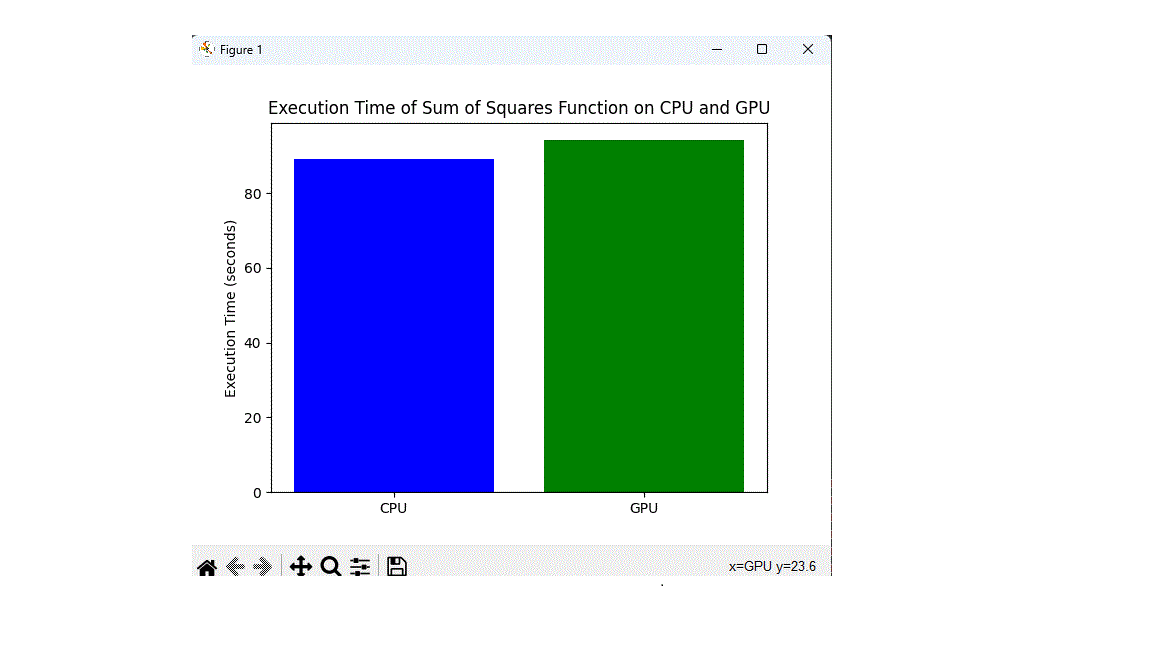 Figure 1
Execution Time of Sum of Squares Function on CPU and GPU
Execution Time (seconds)
80
60
40
20
0
CPU
GPU
x=GPU y=23.6